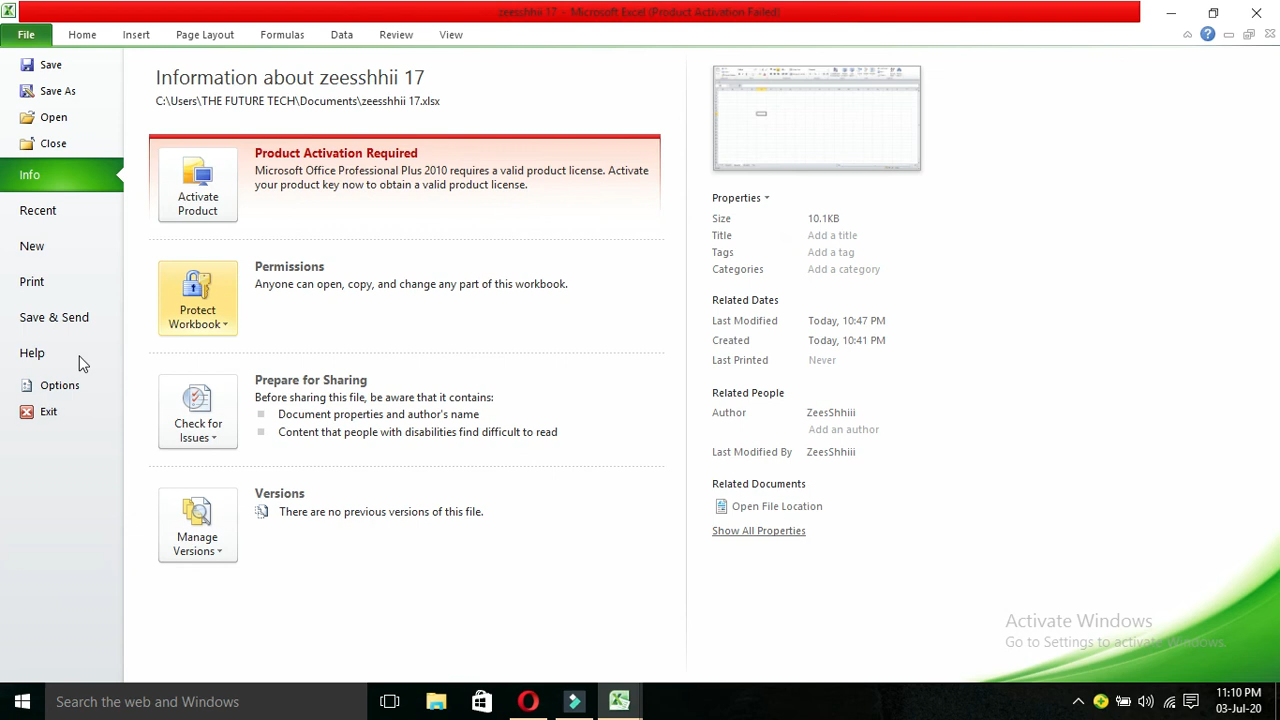 zeesshhii 17 - Microsoft Excel (Product Activation Failed)
File Home Insert Page Layout Formulas Data Review View
Save
Save As
Open
Close
Info
Recent
New
Print
Save & Send
Help
Options
Exit
Information about zeesshhii 17
C:\Users\THE FUTURE TECH\Documents\zeesshhii 17.xlsx
Activate
Product
Product Activation Required
Microsoft Office Professional Plus 2010 requires a valid product license. Activate
your product key now to obtain a valid product license.
Protect
Workbook
Permissions
Anyone can open, copy, and change any part of this workbook.
Check for
Issues
Prepare for Sharing
Before sharing this file, be aware that it contains:
Document properties and author's name
Content that people with disabilities find difficult to read
Manage
Versions
Versions
There are no previous versions of this file.
Properties
Size 10.1KB
Title Add a title
Tags Add a tag
Categories Add a category
Related Dates
Last Modified Today, 10:47 PM
Created Today, 10:41 PM
Last Printed Never
Related People
Author ZeesShhiii
Add an author
Last Modified By ZeesShhiii
Related Documents
Open File Location
Show All Properties
Activate Windows
Go to Settings to activate Windows.
Search the web and Windows
11:10 PM
03-Jul-20